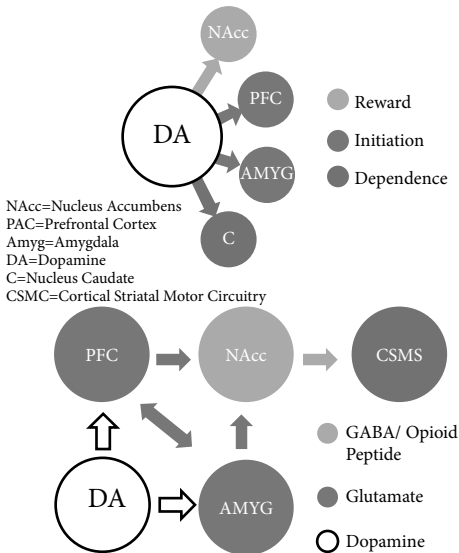 NAcc
PFC
DA
AMYG
C
Reward
Initiation
Dependence
NAcc=Nucleus Accumbens
PAC=Prefrontal Cortex
Amyg=Amygdala
DA=Dopamine
C=Nucleus Caudate
CSMC=Cortical Striatal Motor Circuitry
PFC
NAcc
CSMS
DA
AMYG
GABA/ Opioid
Peptide
Glutamate
Dopamine